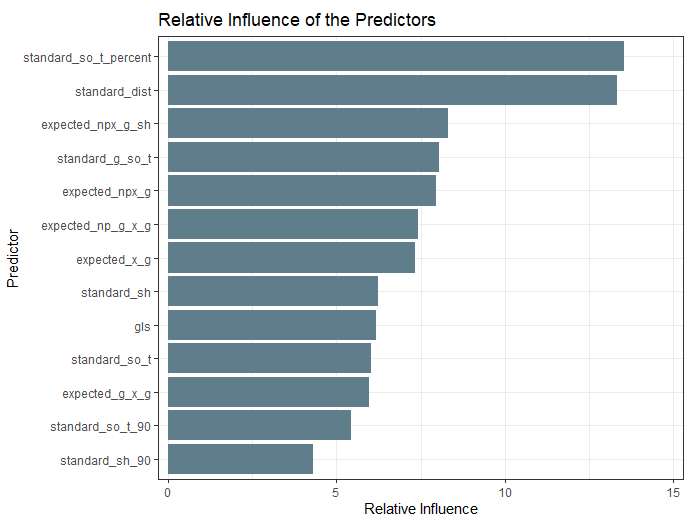 Relative Influence of the Predictors
Predictor
standard_so_t_percent
standard_dist
expected_npx_g_sh
standard_g_so_t
expected_npx_g
expected_np_g_x_g
expected_x_g
standard_sh
gls
standard_so_t
expected_g_x_g
standard_so_t_90
standard_sh_90
0 5 10 15
Relative Influence